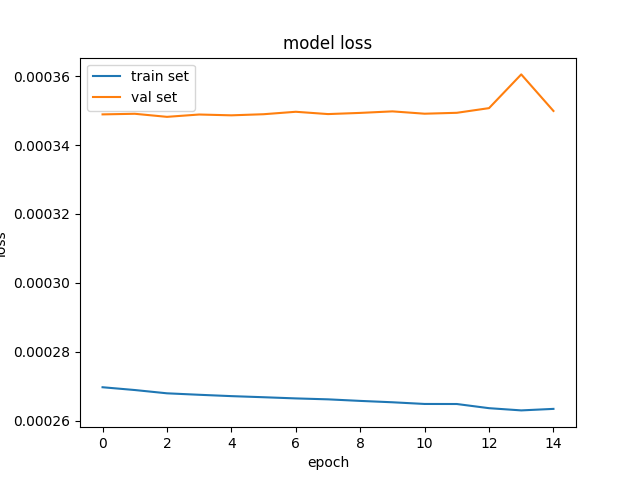 model loss
train set
val set
0.00036
0.00034
0.00032
0.00030
0.00028
0.00026
loss
0 2 4 6 8 10 12 14
epoch